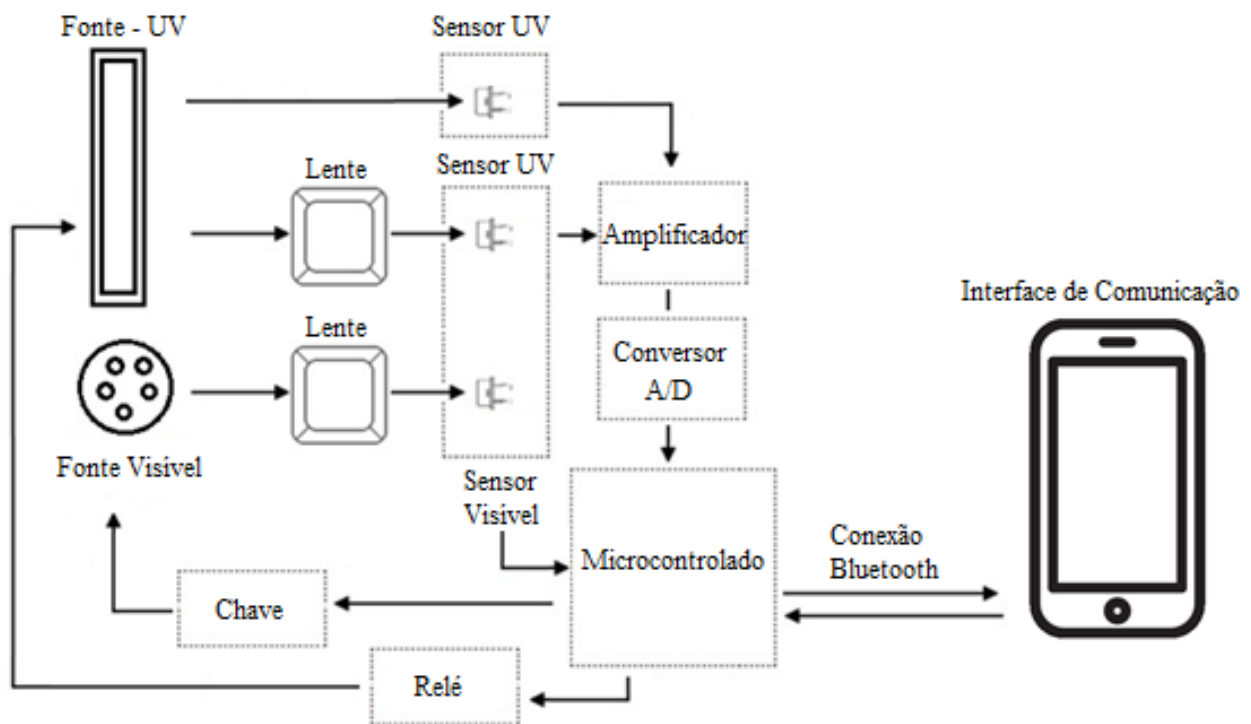 Fonte - UV
Sensor UV
Lente
Sensor UV
Amplificador
Interface de Comunicação
Lente
Conversor
A/D
Fonte Visível
Sensor
Visível
Microcontrolado
Conexão
Bluetooth
Chave
Relé